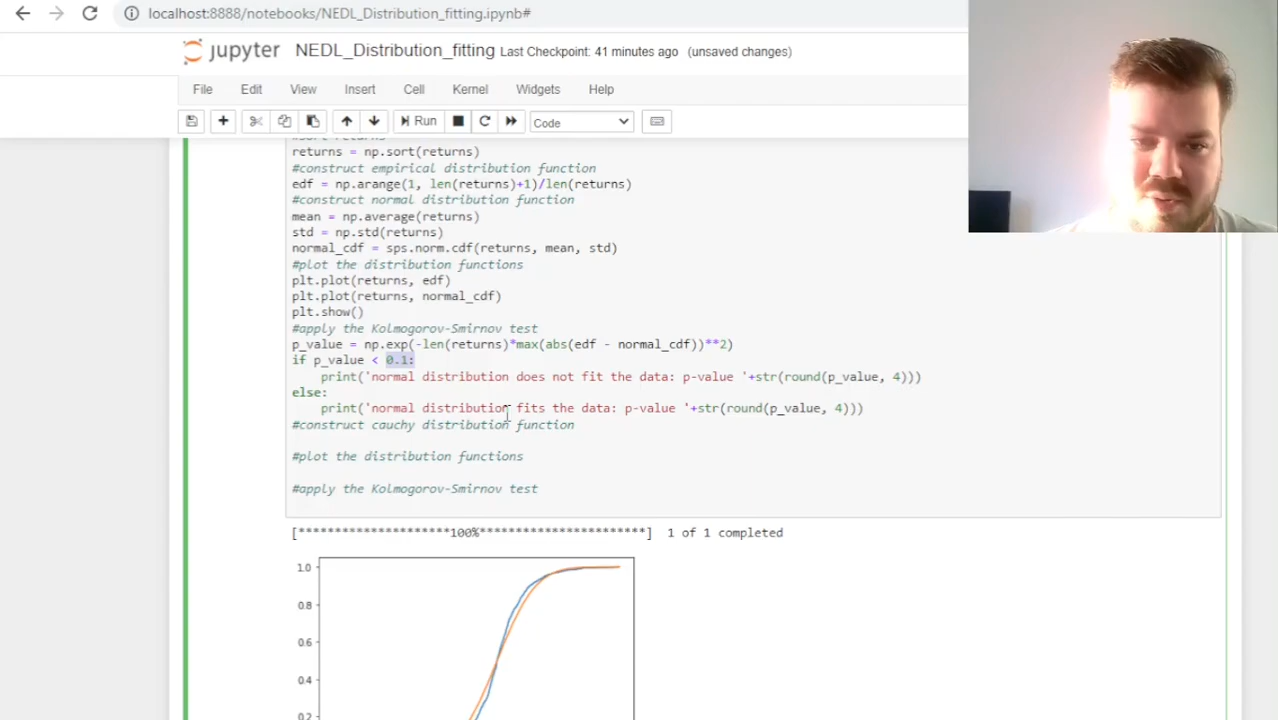 localhost:8888/notebooks/NEDL_Distribution_fitting.ipynb#
jupyter NEDL_Distribution_fitting Last Checkpoint: 41 minutes ago (unsaved changes)
File Edit View Insert Cell Kernel Widgets Help
Run Code
returns = np.sort(returns)
#construct empirical distribution function
edf = np.arange(1, len(returns)+1)/len(returns)
#construct normal distribution function
mean = np.average(returns)
std = np.std(returns)
normal_cdf = sps.norm.cdf(returns, mean, std)
#plot the distribution functions
plt.plot(returns, edf)
plt.plot(returns, normal_cdf)
plt.show()
#apply the Kolmogorov-Smirnov test
p_value = np.exp(-len(returns)*max(abs(edf - normal_cdf))**2)
if p_value < 0.1:
print('normal distribution does not fit the data: p-value '+str(round(p_value, 4)))
else:
print('normal distribution fits the data: p-value '+str(round(p_value, 4)))
#construct cauchy distribution function
#plot the distribution functions
#apply the Kolmogorov-Smirnov test
[*********************100%***********************] 1 of 1 completed
1.0
0.8
0.6
0.4
0.2